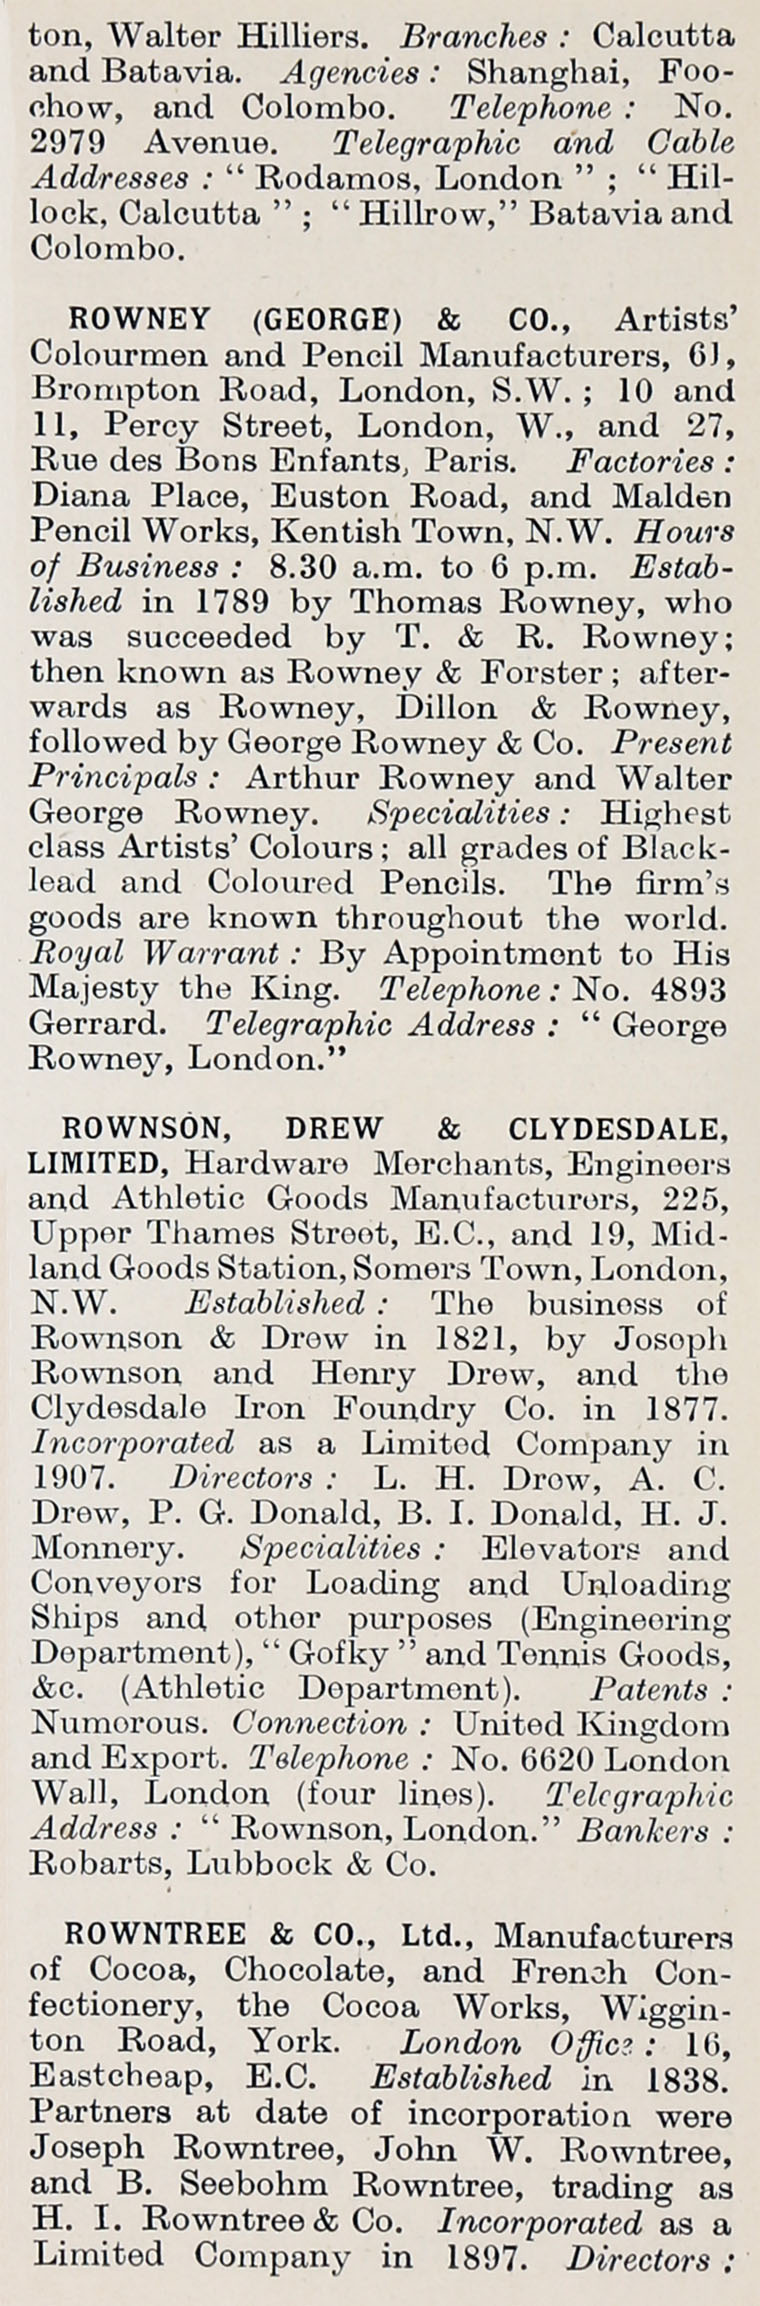 ton, Walter Hilliers. Branches : Calcutta
and Batavia. Agencies : Shanghai, Foo-
chow, and Colombo. Telephone : No.
2979 Avenue. Telegraphic and Cable
Addresses : “ Rodamos, London ” ; “ Hil-
lock, Calcutta ” ; “ Hillrow,” Batavia and
Colombo.
ROWNEY (GEORGE) & CO., Artists’
Colourmen and Pencil Manufacturers, 61,
Brompton Road, London, S.W. ; 10 and
11, Percy Street, London, W., and 27,
Rue des Bons Enfants, Paris. Factories :
Diana Place, Euston Road, and Malden
Pencil Works, Kentish Town, N.W. Hours
of Business : 8.30 a.m. to 6 p.m. Estab-
lished in 1789 by Thomas Rowney, who
was succeeded by T. & R. Rowney;
then known as Rowney & Forster ; after-
wards as Rowney, Dillon & Rowney,
followed by George Rowney & Co. Present
Principals : Arthur Rowney and Walter
George Rowney. Specialities : Highest
class Artists’ Colours ; all grades of Black-
lead and Coloured Pencils. The firm’s
goods are known throughout the world.
Royal Warrant : By Appointment to His
Majesty the King. Telephone : No. 4893
Gerrard. Telegraphic Address : “ George
Rowney, London.”
ROWNSON, DREW & CLYDESDALE,
LIMITED, Hardware Merchants, Engineers
and Athletic Goods Manufacturers, 225,
Upper Thames Street, E.C., and 19, Mid-
land Goods Station, Somers Town, London,
N.W. Established : The business of
Rownson & Drew in 1821, by Joseph
Rownson and Henry Drew, and the
Clydesdale Iron Foundry Co. in 1877.
Incorporated as a Limited Company in
1907. Directors : L. H. Drew, A. C.
Drew, P. G. Donald, B. I. Donald, H. J.
Monnery. Specialities : Elevators and
Conveyors for Loading and Unloading
Ships and other purposes (Engineering
Department), “ Gofky ” and Tennis Goods,
&c. (Athletic Department). Patents :
Numerous. Connection : United Kingdom
and Export. Telephone : No. 6620 London
Wall, London (four lines). Telegraphic
Address : “ Rownson, London.” Bankers :
Robarts, Lubbock & Co.
ROWNTREE & CO., Ltd., Manufacturers
of Cocoa, Chocolate, and French Con-
fectionery, the Cocoa Works, Wiggin-
ton Road, York. London Office : 16,
Eastcheap, E.C. Established in 1838.
Partners at date of incorporation were
Joseph Rowntree, John W. Rowntree,
and B. Seebohm Rowntree, trading as
H. I. Rowntree & Co. Incorporated as a
Limited Company in 1897. Directors :